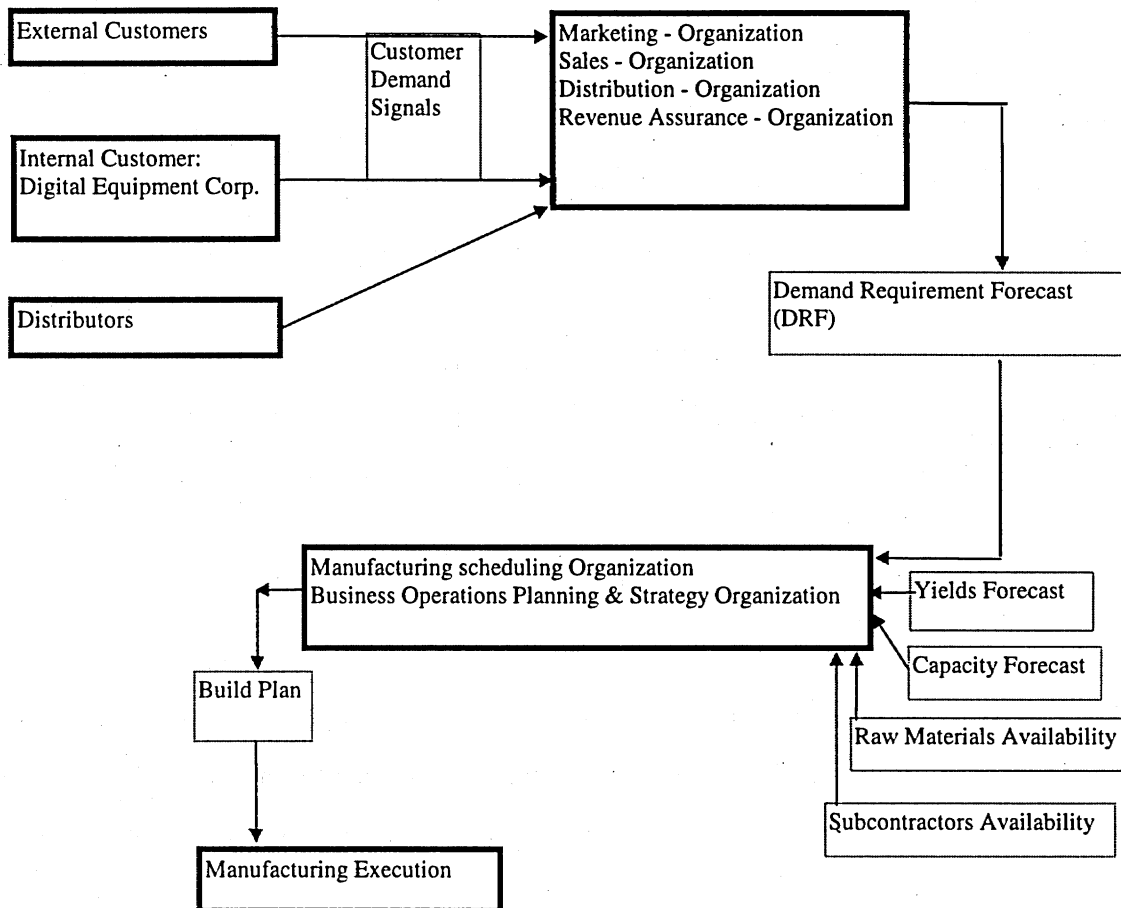 External Customers
Customer
Demand
Signals
Marketing - Organization
Sales - Organization
Distribution - Organization
Revenue Assurance - Organization
Internal Customer:
Digital Equipment Corp.
Distributors
Demand Requirement Forecast
(DRF)
Manufacturing scheduling Organization
Business Operations Planning & Strategy Organization
Yields Forecast
Capacity Forecast
Build Plan
Raw Materials Availability
Subcontractors Availability
Manufacturing Execution